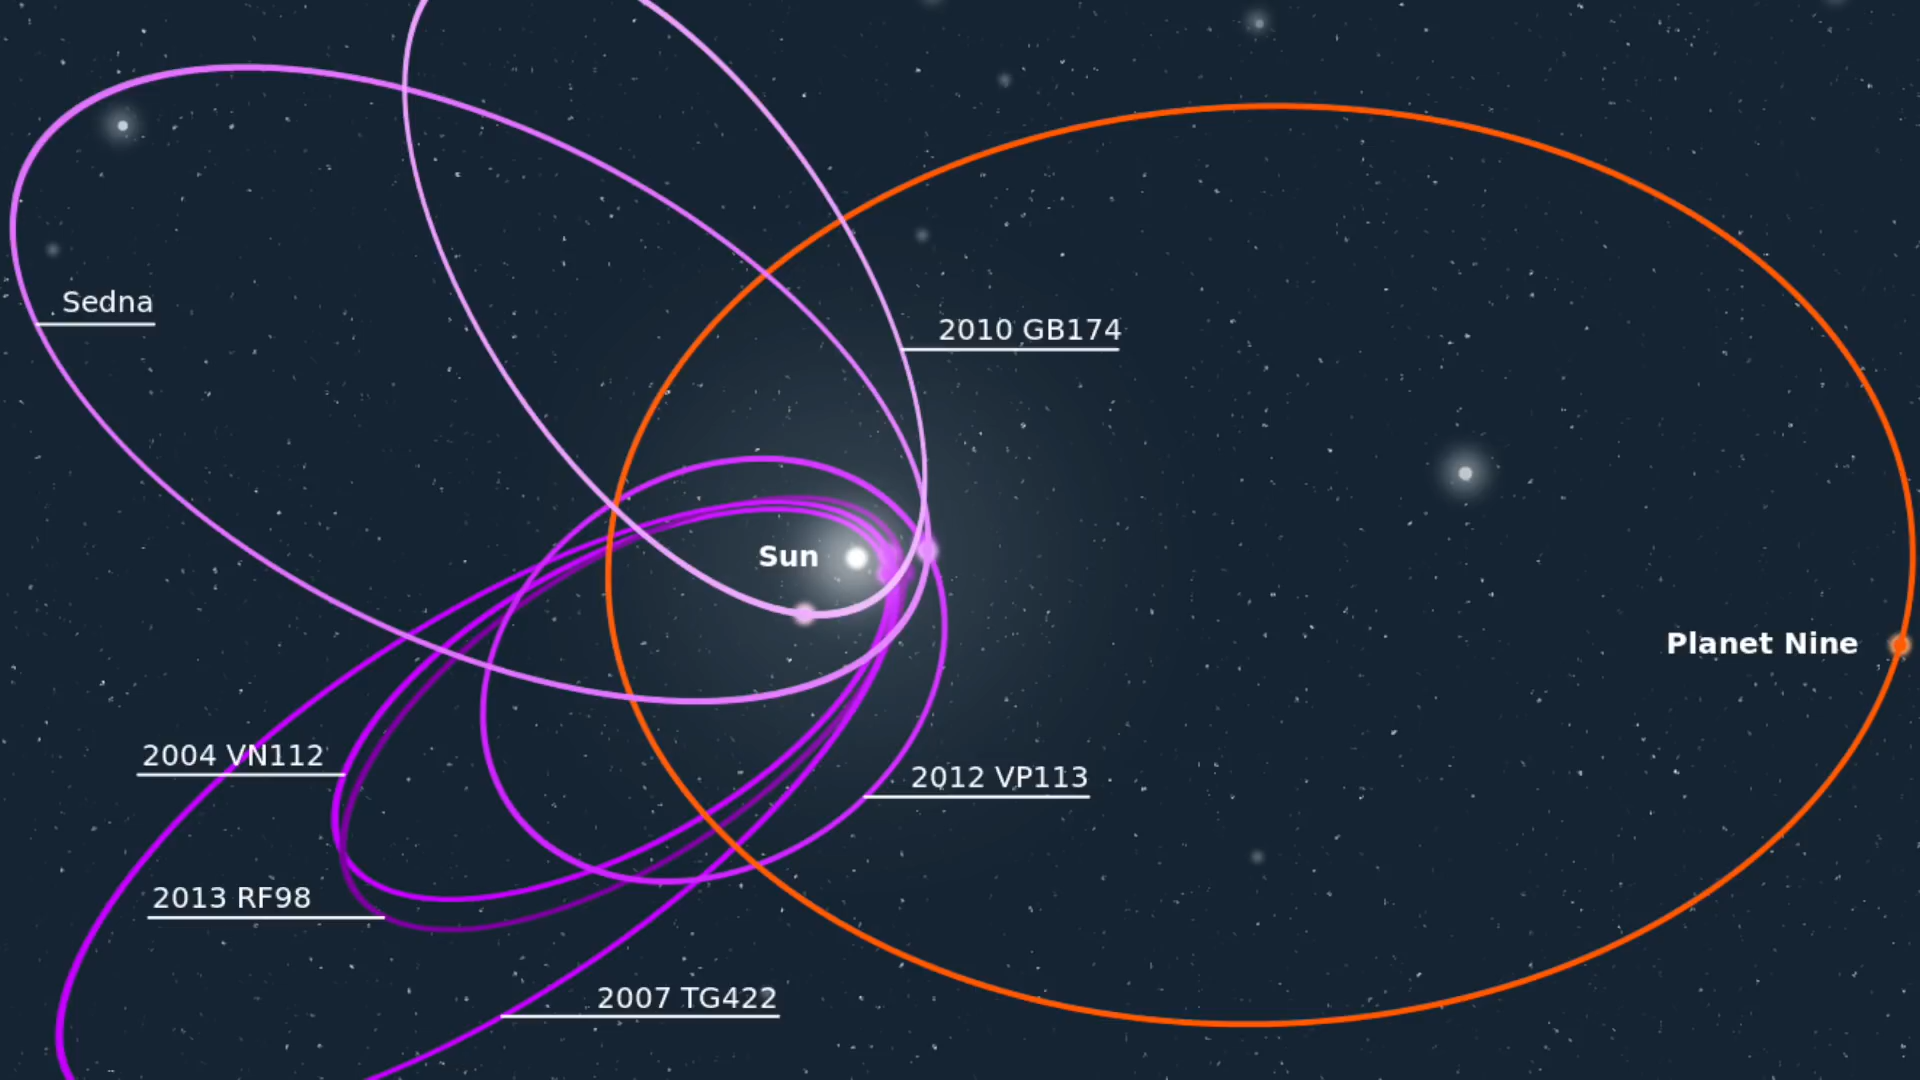 Sedna
2010 GB174
Sun
Planet Nine
2004 VN112
2012 VP113
2013 RF98
2007 TG422